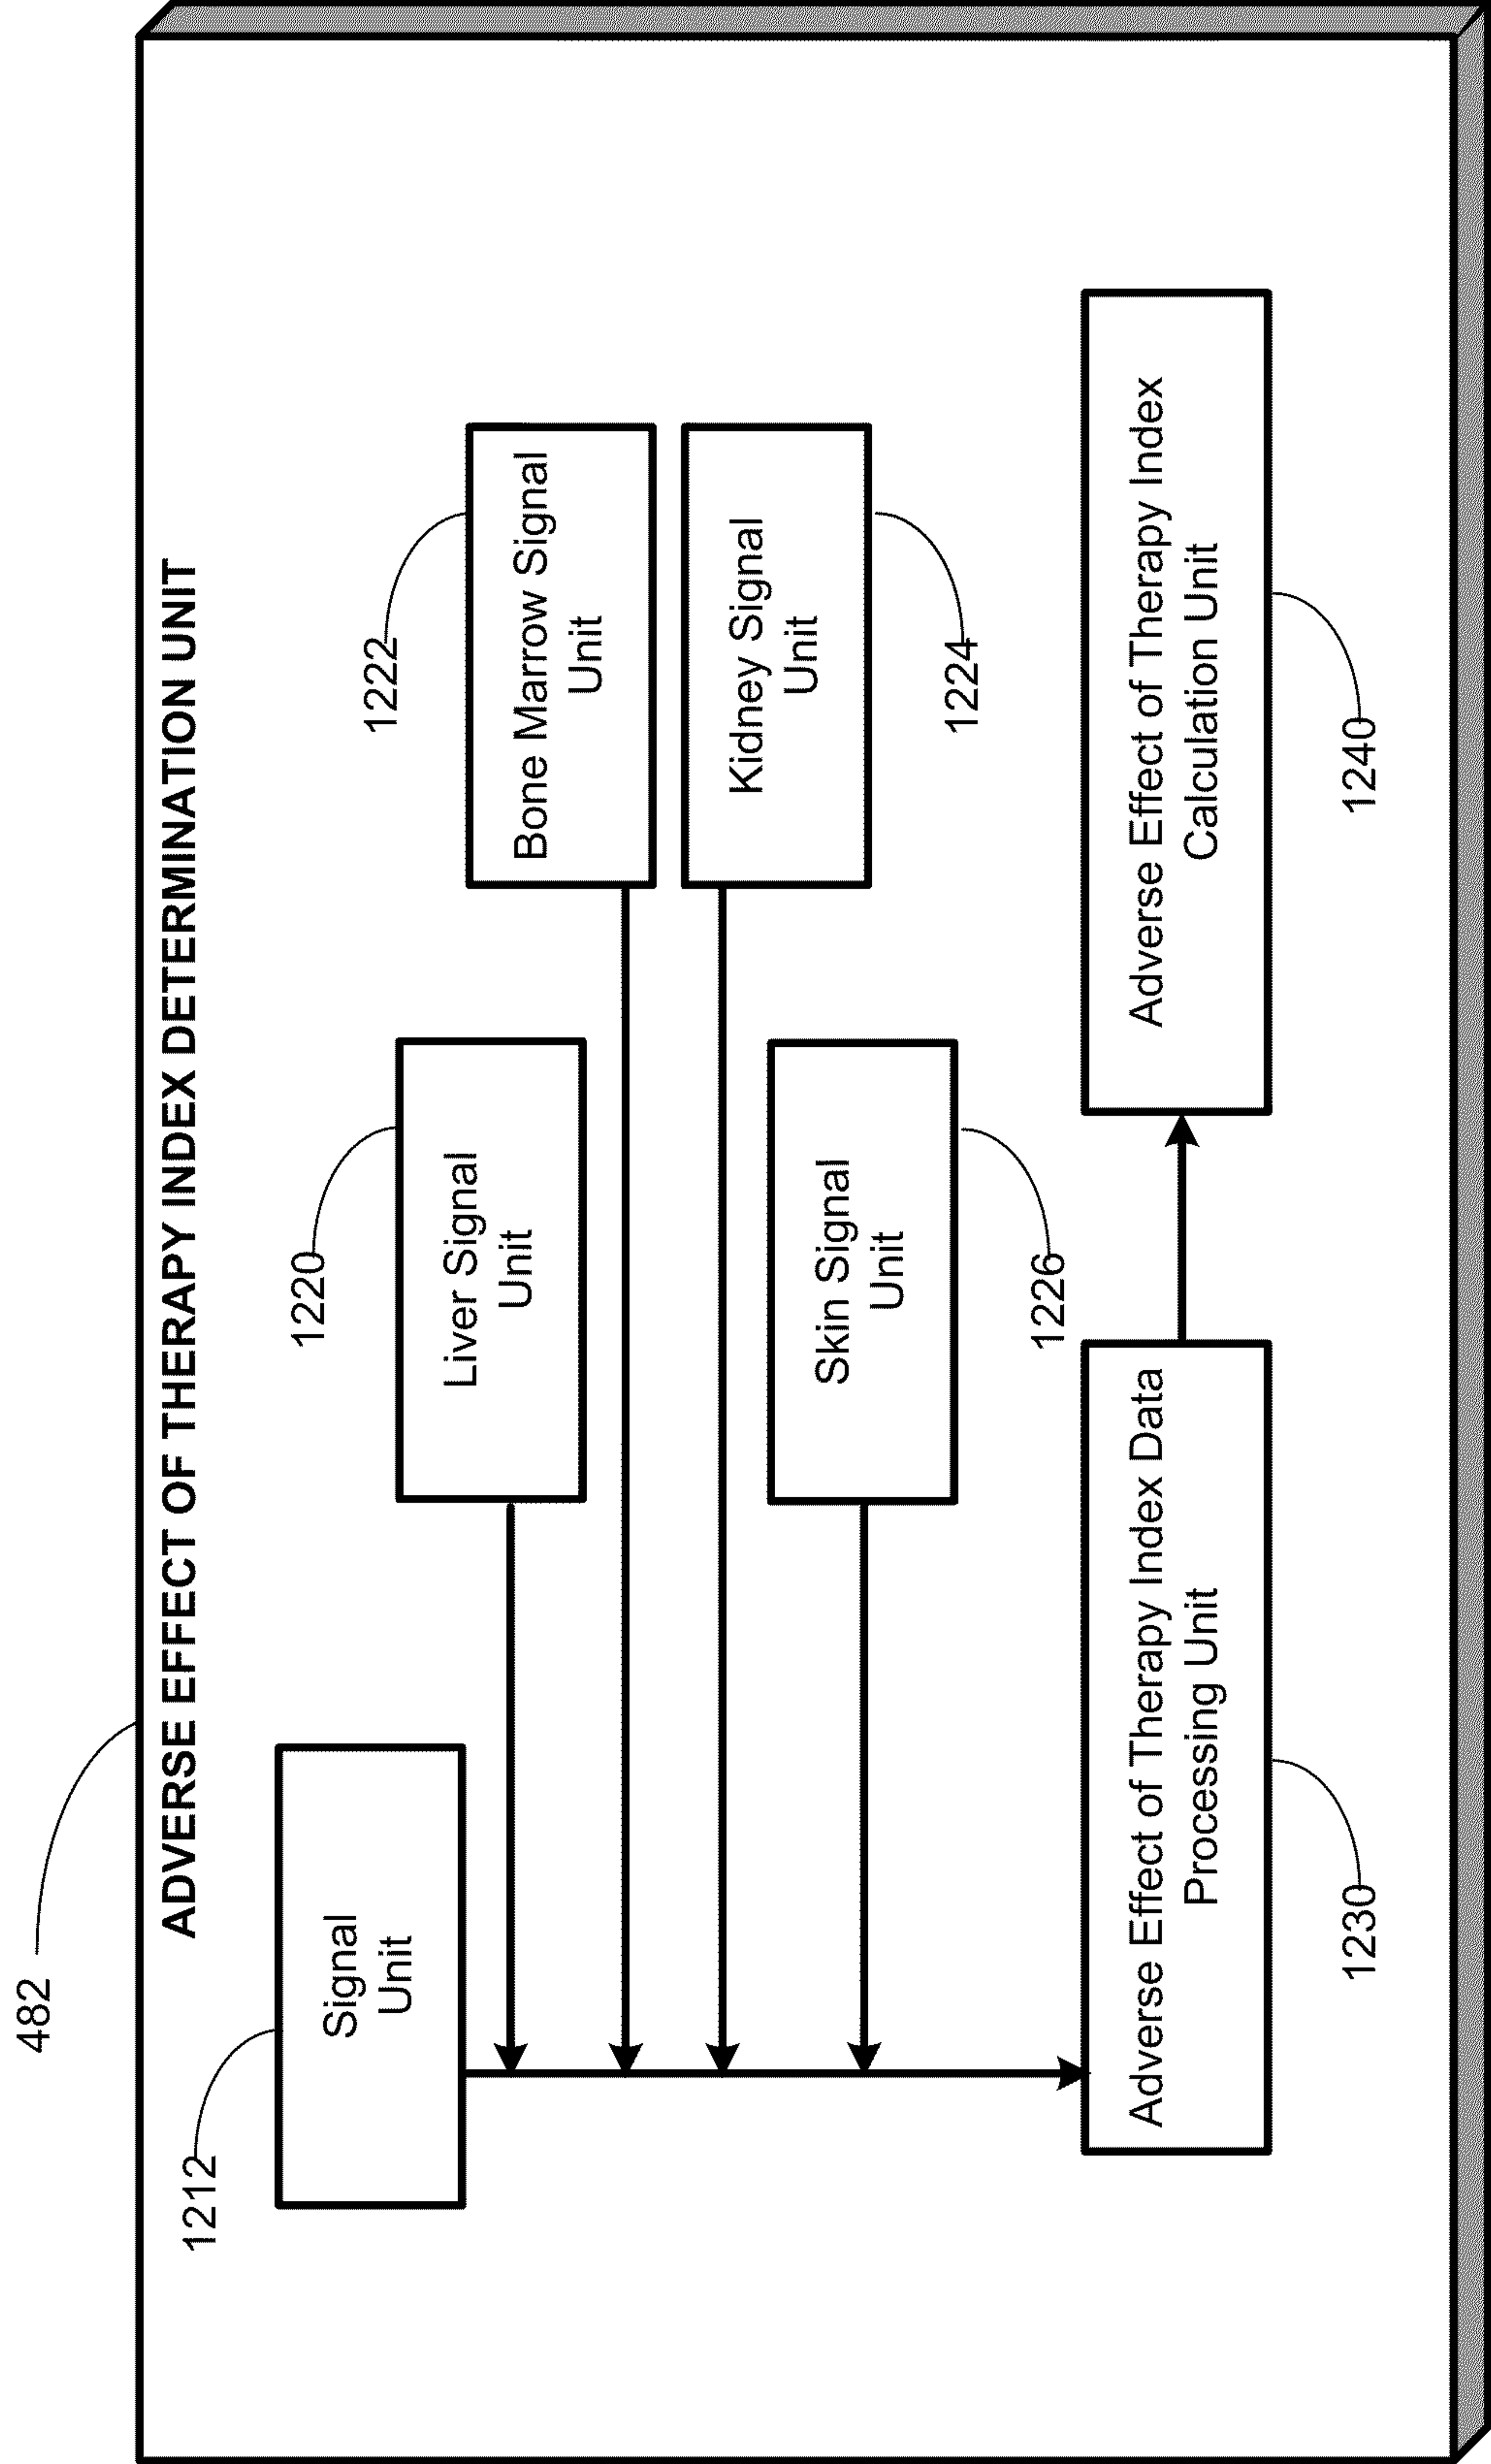 482
ADVERSE EFFECT OF THERAPY INDEX DETERMINATION UNIT
1212
Signal
Unit
1220
Liver Signal
Unit
1222
Bone Marrow Signal
Unit
Kidney Signal
Unit
1224
Skin Signal
Unit
1226
Adverse Effect of Therapy Index Data
Processing Unit
1230
Adverse Effect of Therapy Index
Calculation Unit
1240